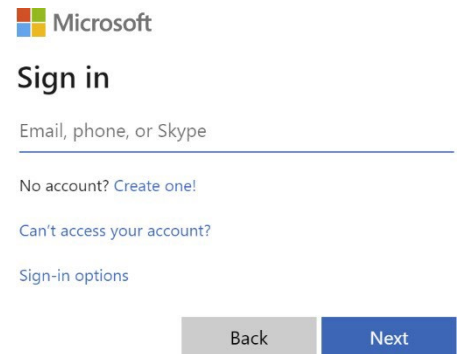 Microsoft
Sign in
Email, phone, or Skype
No account? Create one!
Can't access your account?
Sign-in options
Back Next